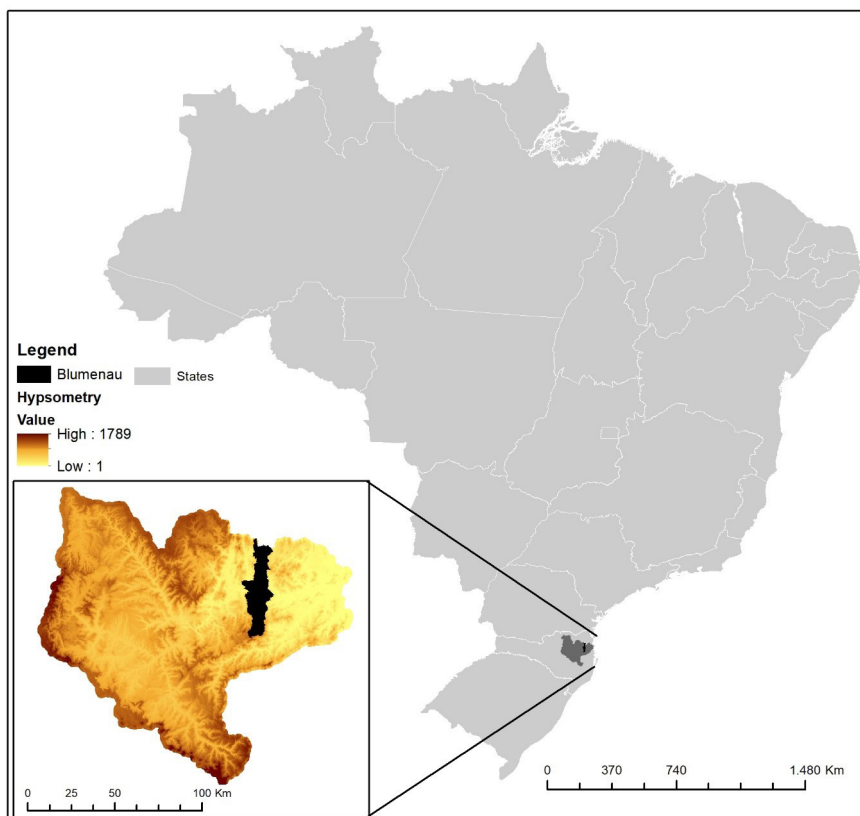 Legend
Blumenau States
Hypsometry
Value
High : 1789
Low : 1
0 25 50 100 Km
0 370 740 1.480 Km